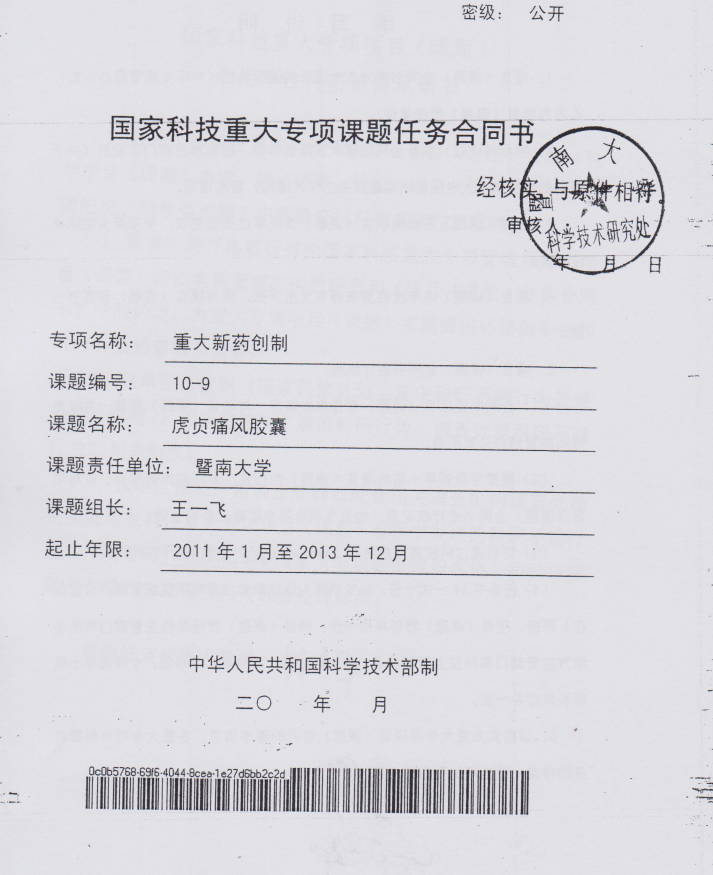 密级： 公开
国家科技重大专项课题任务合同书
暨南大学
经核实 与原件相符
审核人：
科学技术研究处
年 月 日
专项名称： 重大新药创制
课题编号： 10-9
课题名称： 虎贞痛风胶囊
课题责任单位： 暨南大学
课题组长： 王一飞
起止年限： 2011 年 1 月至 2013 年 12 月
中华人民共和国科学技术部制
二〇 年 月
0c0b5768-69f6-4044-8cea-1e27d6bb2c2d